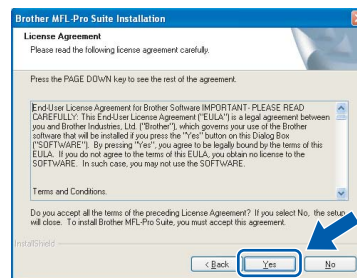 Brother MFL-Pro Suite Installation
License Agreement
Please read the following license agreement carefully.
Press the PAGE DOWN key to see the rest of the agreement.
End-User License Agreement for Brother Software IMPORTANT- PLEASE READ
CAREFULLY: This End-User License Agreement ("EULA") is a legal agreement between
you and Brother Industries, Ltd. ("Brother"), which governs your use of the Brother
software that will be installed if you press the "Yes" button on this Dialog Box
("SOFTWARE"). By pressing "Yes", you agree to be legally bound by the terms of this
EULA. If you do not agree to the terms of this EULA, you obtain no license to the
SOFTWARE. In such case, you may not use the SOFTWARE.
Terms and Conditions.
Do you accept all the terms of the preceding License Agreement? If you select No, the setup
will close. To install Brother MFL-Pro Suite, you must accept this agreement.
InstallShield
< Back Yes No